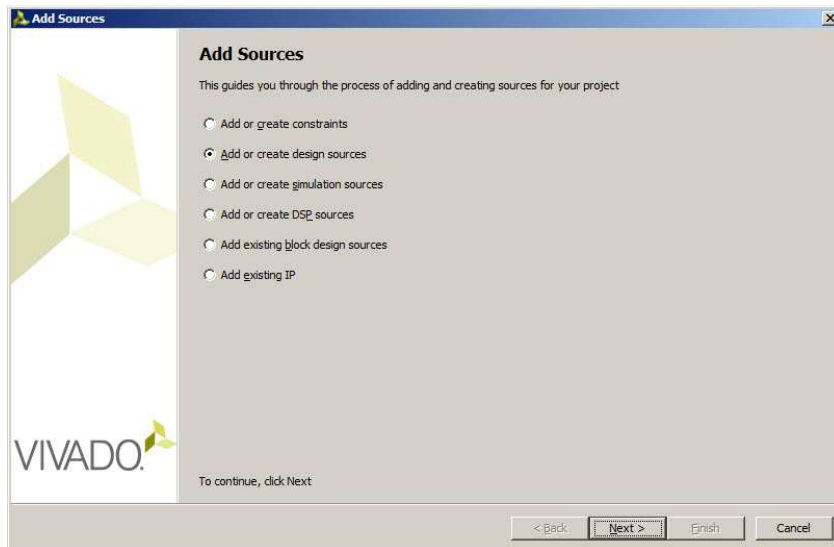 Add Sources
Add Sources
This guides you through the process of adding and creating sources for your project
Add or create constraints
Add or create design sources
Add or create simulation sources
Add or create DSP sources
Add existing block design sources
Add existing IP
VIVADO.
To continue, click Next
< Back Next > Finish Cancel